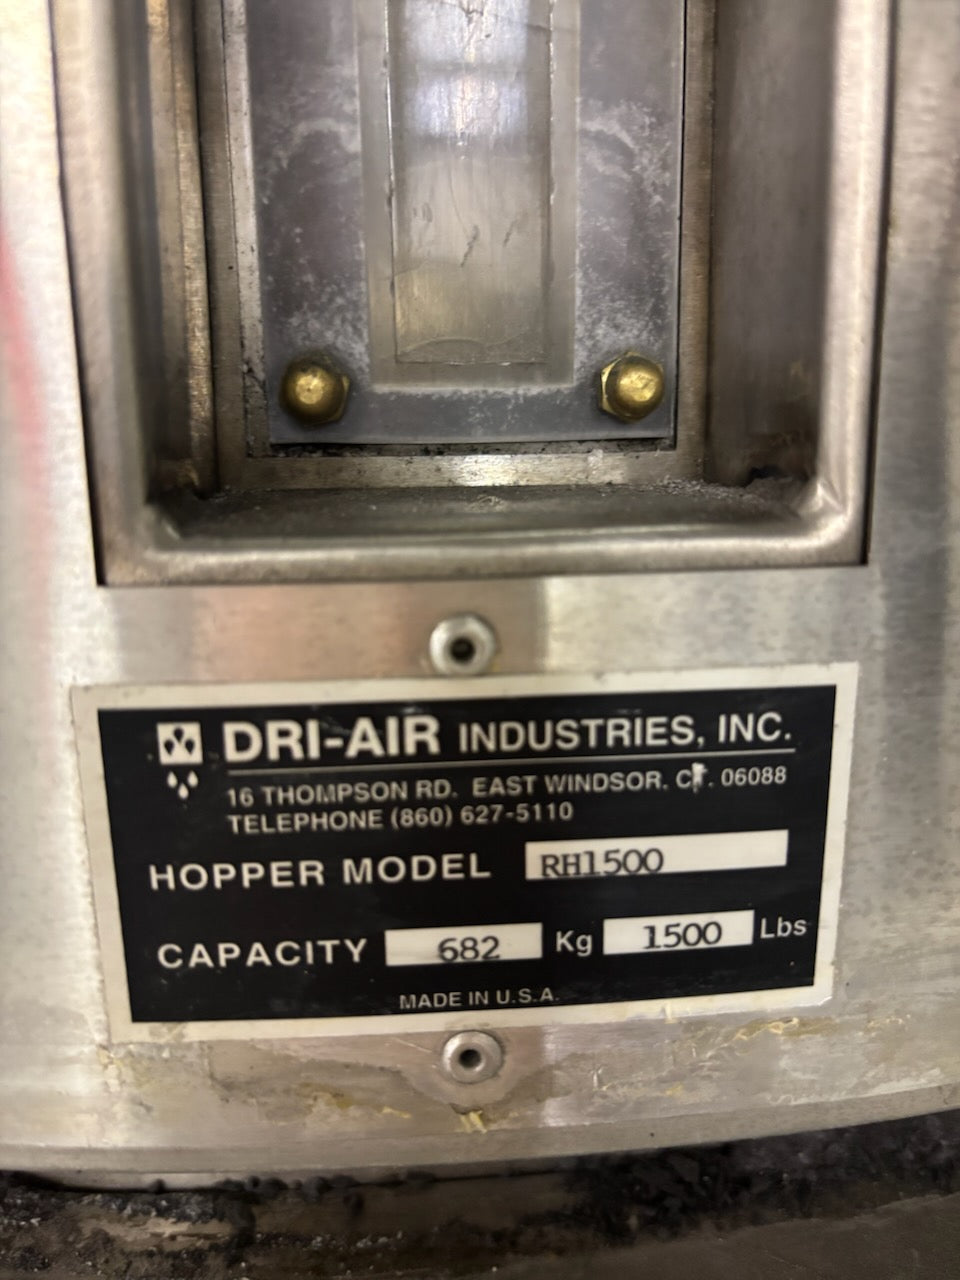 DRI-AIR INDUSTRIES, INC.
16 THOMPSON RD. EAST WINDSOR. CT. 06088
TELEPHONE (860) 627-5110
HOPPER MODEL RH1500
CAPACITY 682 Kg 1500 Lbs
MADE IN U.S.A.